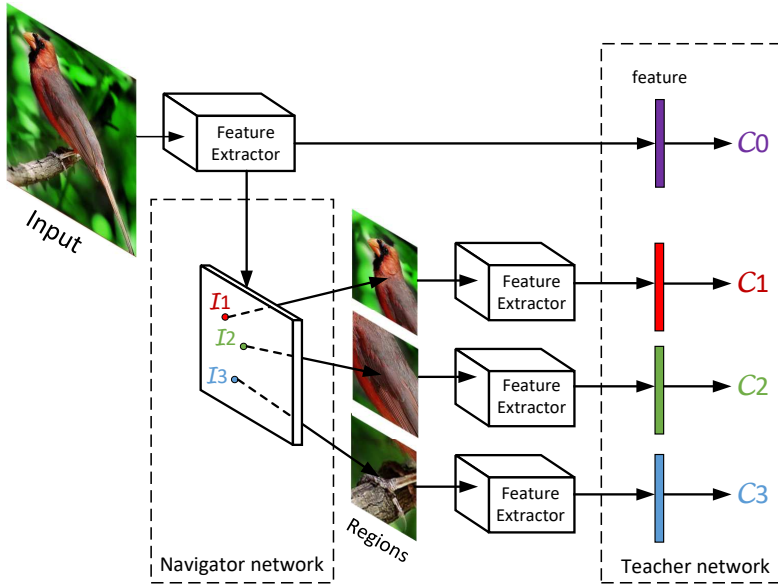 feature
Feature
Extractor
C0
Input
I1
I2
I3
Feature
Extractor
C1
Feature
Extractor
C2
Feature
Extractor
C3
Regions
Navigator network
Teacher network